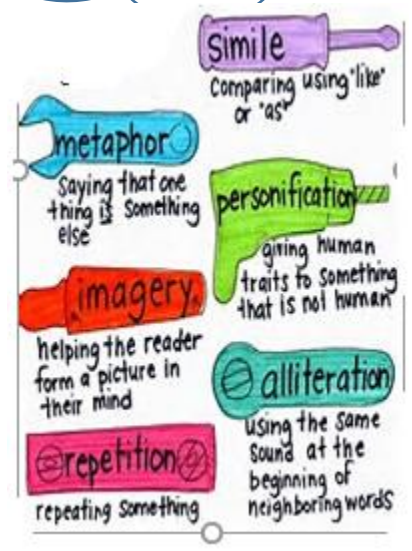 simile
Comparing using "like"
or "as"
metaphor
Saying that one
thing is something
else
personification
giving human
traits to something
that is not human
imagery
helping the reader
form a picture in
their mind
alliteration
using the same
sound at the
beginning of
neighboring words
repetition
repeating something